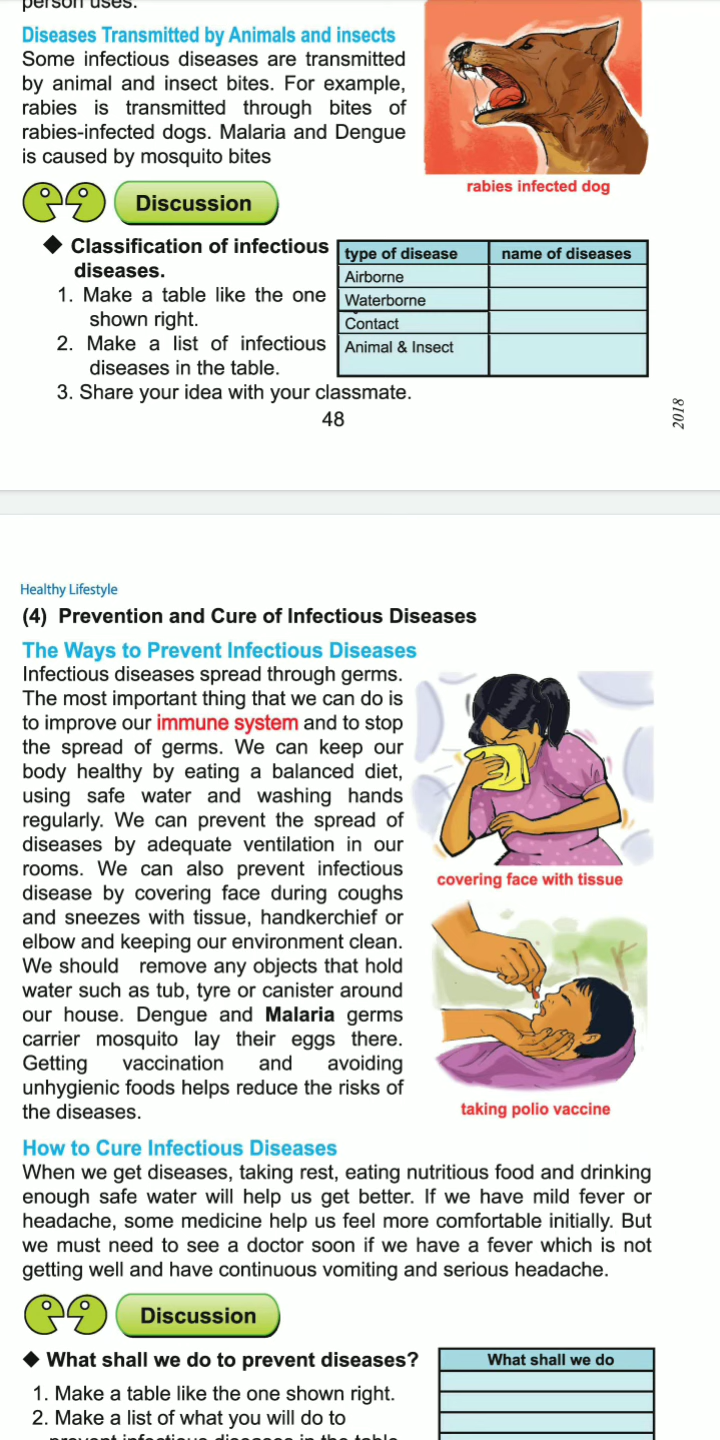 person uses.
Diseases Transmitted by Animals and insects
Some infectious diseases are transmitted
by animal and insect bites. For example,
rabies is transmitted through bites of
rabies-infected dogs. Malaria and Dengue
is caused by mosquito bites
rabies infected dog
Discussion
◆ Classification of infectious
diseases.
1. Make a table like the one
shown right.
2. Make a list of infectious
diseases in the table.
3. Share your idea with your classmate.
type of disease name of diseases
Airborne
Waterborne
Contact
Animal & Insect
48
2018
Healthy Lifestyle
(4) Prevention and Cure of Infectious Diseases
The Ways to Prevent Infectious Diseases
Infectious diseases spread through germs.
The most important thing that we can do is
to improve our immune system and to stop
the spread of germs. We can keep our
body healthy by eating a balanced diet,
using safe water and washing hands
regularly. We can prevent the spread of
diseases by adequate ventilation in our
rooms. We can also prevent infectious
disease by covering face during coughs
and sneezes with tissue, handkerchief or
elbow and keeping our environment clean.
We should remove any objects that hold
water such as tub, tyre or canister around
our house. Dengue and Malaria germs
carrier mosquito lay their eggs there.
Getting vaccination and avoiding
unhygienic foods helps reduce the risks of
the diseases.
covering face with tissue
taking polio vaccine
How to Cure Infectious Diseases
When we get diseases, taking rest, eating nutritious food and drinking
enough safe water will help us get better. If we have mild fever or
headache, some medicine help us feel more comfortable initially. But
we must need to see a doctor soon if we have a fever which is not
getting well and have continuous vomiting and serious headache.
Discussion
◆ What shall we do to prevent diseases?
1. Make a table like the one shown right.
2. Make a list of what you will do to
prevent infectious diseases in the table.
What shall we do